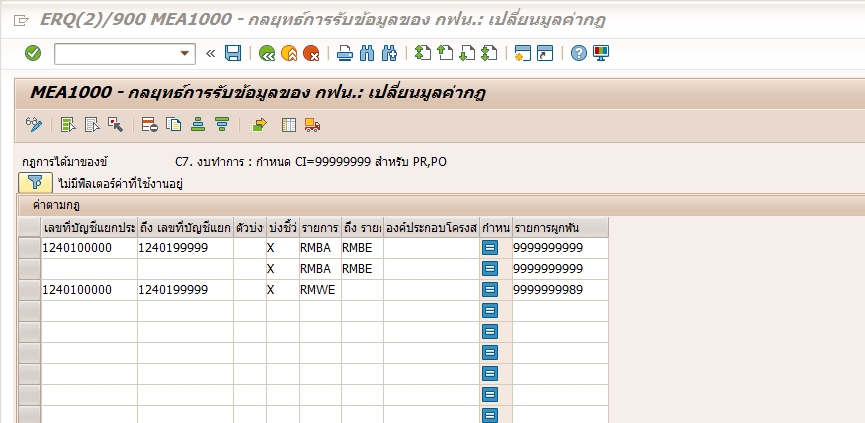 ERQ(2)/900 MEA1000 - กลยุทธ์การรับข้อมูลของ กฟน.: เปลี่ยนมูลค่ากฎ
MEA1000 - กลยุทธ์การรับข้อมูลของ กฟน.: เปลี่ยนมูลค่ากฎ
กฎการได้มาของข้ C7. งบทำการ : กำหนด CI=99999999 สำหรับ PR,PO
ไม่มีฟิลเตอร์ค่าที่ใช้งานอยู่
ค่าตามกฎ
เลขที่บัญชีแยกประ ถึง เลขที่บัญชีแยก ตัวบ่ง บ่งชี้ว่ รายการ ถึง รายก องค์ประกอบโครงส กำหน รายการผูกพัน
1240100000 1240199999 X RMBA RMBE 9999999999
X RMBA RMBE 9999999999
1240100000 1240199999 X RMWE 9999999989